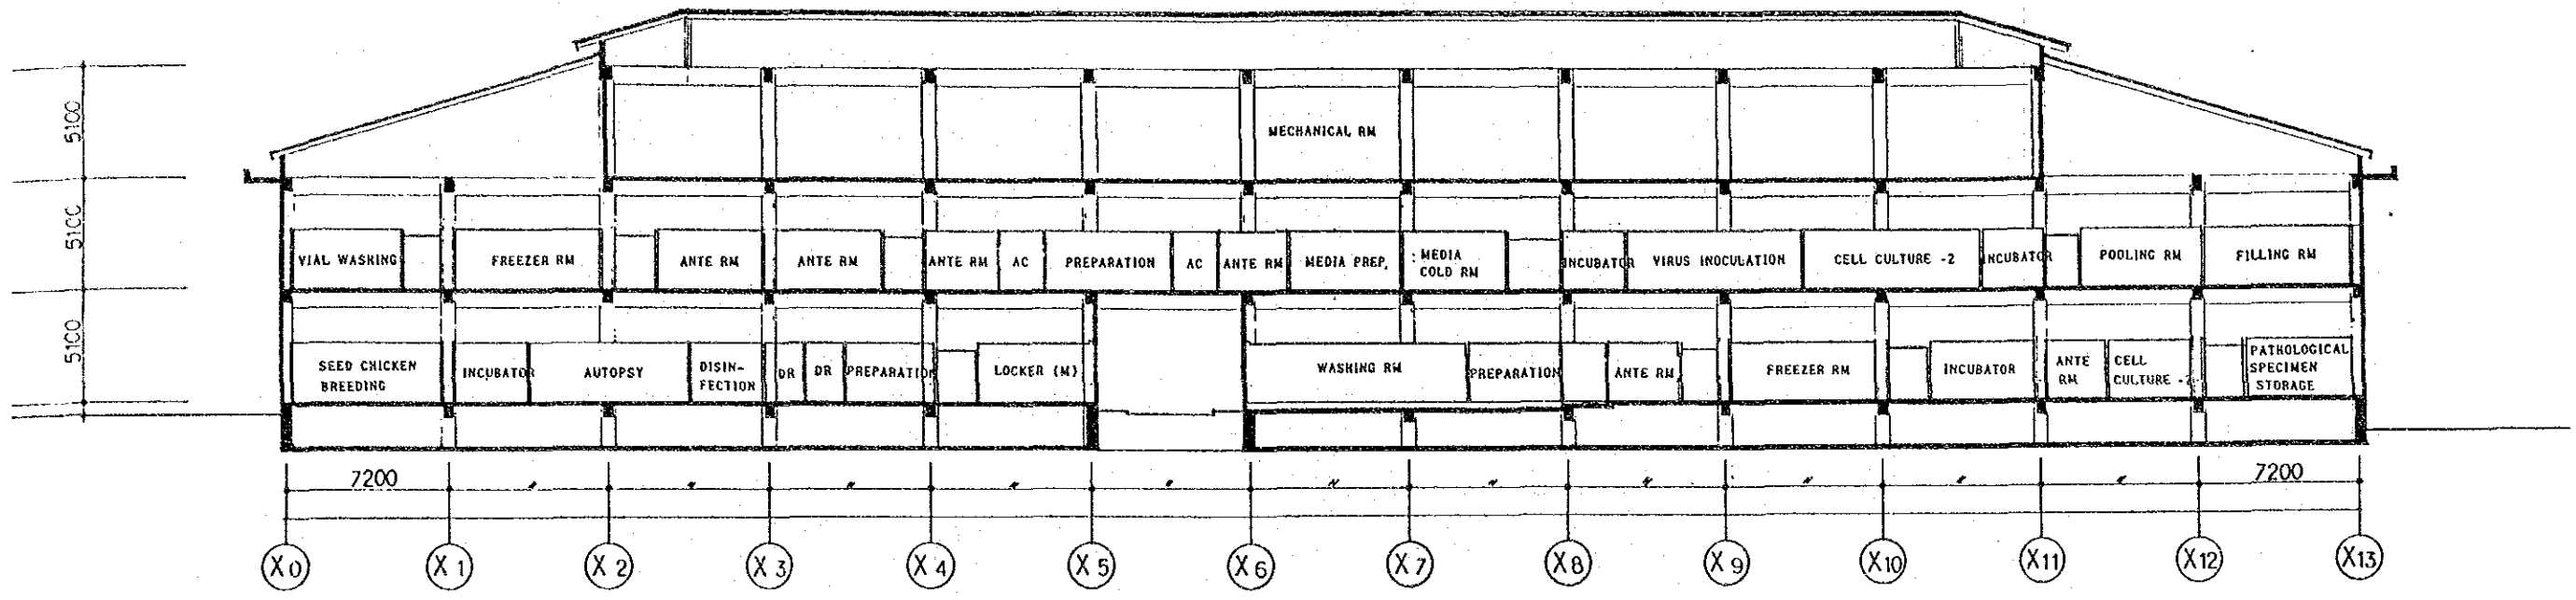 5100
MECHANICAL RM
5100
VIAL WASHING
FREEZER RM
ANTE RM
ANTE RM
ANTE RM
AC
PREPARATION
AC
ANTE RM
MEDIA PREP.
MEDIA
COLD RM
INCUBATOR
VIRUS INOCULATION
CELL CULTURE -2
INCUBATOR
POOLING RM
FILLING RM
5100
SEED CHICKEN
BREEDING
INCUBATOR
AUTOPSY
DISIN-
FECTION
DR
DR
PREPARATION
LOCKER (M)
WASHING RM
PREPARATION
ANTE RM
FREEZER RM
INCUBATOR
ANTE
RM
CELL
CULTURE
PATHOLOGICAL
SPECIMEN
STORAGE
7200
〃 〃 〃 〃 〃 〃 〃 〃 〃 〃 〃
7200
X0 X1 X2 X3 X4 X5 X6 X7 X8 X9 X10 X11 X12 X13